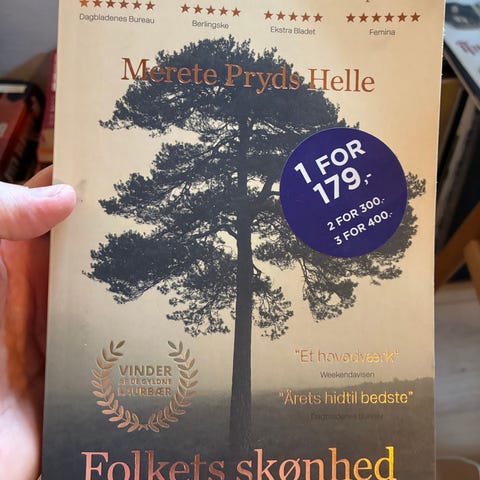 ★★★★★★ ★★★★★ ★★★★ ★★★★★★
Dagbladenes Bureau Berlingske Ekstra Bladet Femina
Merete Pryds Helle
1 FOR
179,-
2 FOR 300,-
3 FOR 400,-
"Et hovedværk"
Weekendavisen
VINDER
AF DE GYLDNE
LAURBÆR
"Årets hidtil bedste"
Dagbladenes Bureau
Folkets skønhed